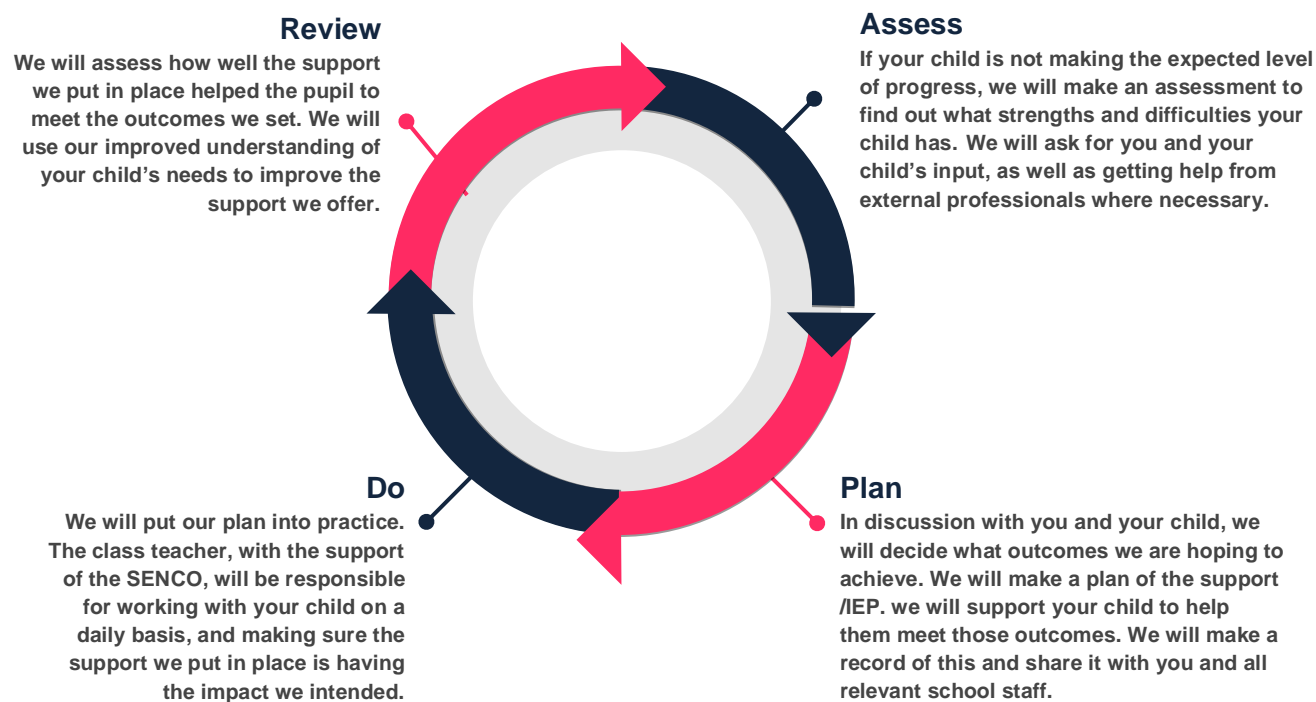 Assess
If your child is not making the expected level
of progress, we will make an assessment to
find out what strengths and difficulties your
child has. We will ask for you and your
child’s input, as well as getting help from
external professionals where necessary.
Plan
In discussion with you and your child, we
will decide what outcomes we are hoping to
achieve. We will make a plan of the support
/IEP. we will support your child to help
them meet those outcomes. We will make a
record of this and share it with you and all
relevant school staff.
Do
We will put our plan into practice.
The class teacher, with the support
of the SENCO, will be responsible
for working with your child on a
daily basis, and making sure the
support we put in place is having
the impact we intended.
Review
We will assess how well the support
we put in place helped the pupil to
meet the outcomes we set. We will
use our improved understanding of
your child’s needs to improve the
support we offer.